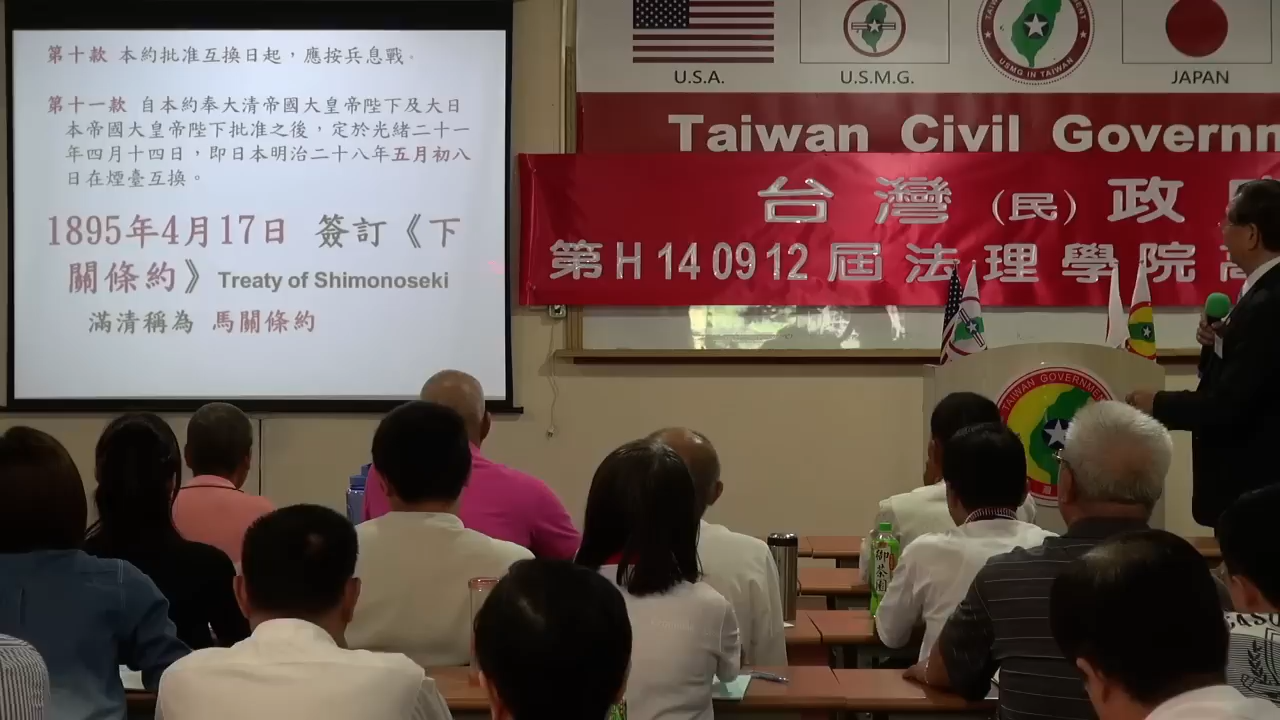 第十款 本約批准互換日起，應按兵息戰。
第十一款 自本約奉大清帝國大皇帝陛下及大日
本帝國大皇帝陛下批准之後，定於光緒二十一
年四月十四日，即日本明治二十八年五月初八
日在煙臺互換。
1895年4月17日 簽訂《下
關條約》Treaty of Shimonoseki
滿清稱為 馬關條約
U.S.A.
U.S.M.G.
USMG IN TAIWAN
JAPAN
Taiwan Civil Governm
台灣（民）政
第H 14 09 12 屆法理學院
TAIWAN GOVERNMENT
御茶園